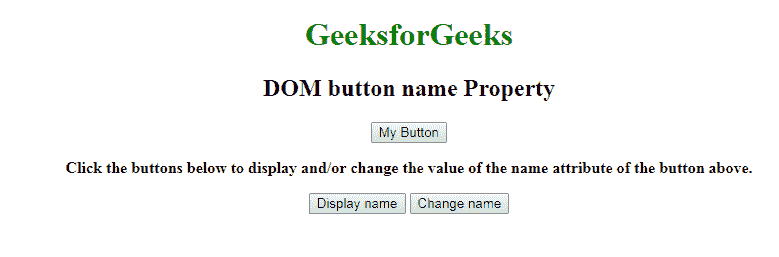 GeeksforGeeks
DOM button name Property
My Button
Click the buttons below to display and/or change the value of the name attribute of the button above.
Display name Change name